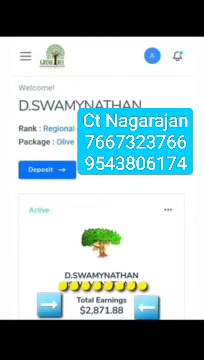 Welcome!
D.SWAMYNATHAN
Rank : Regional
Package : Olive
Ct Nagarajan
7667323766
9543806174
Deposit →
Active
D.SWAMYNATHAN
Total Earnings
$2,871.88